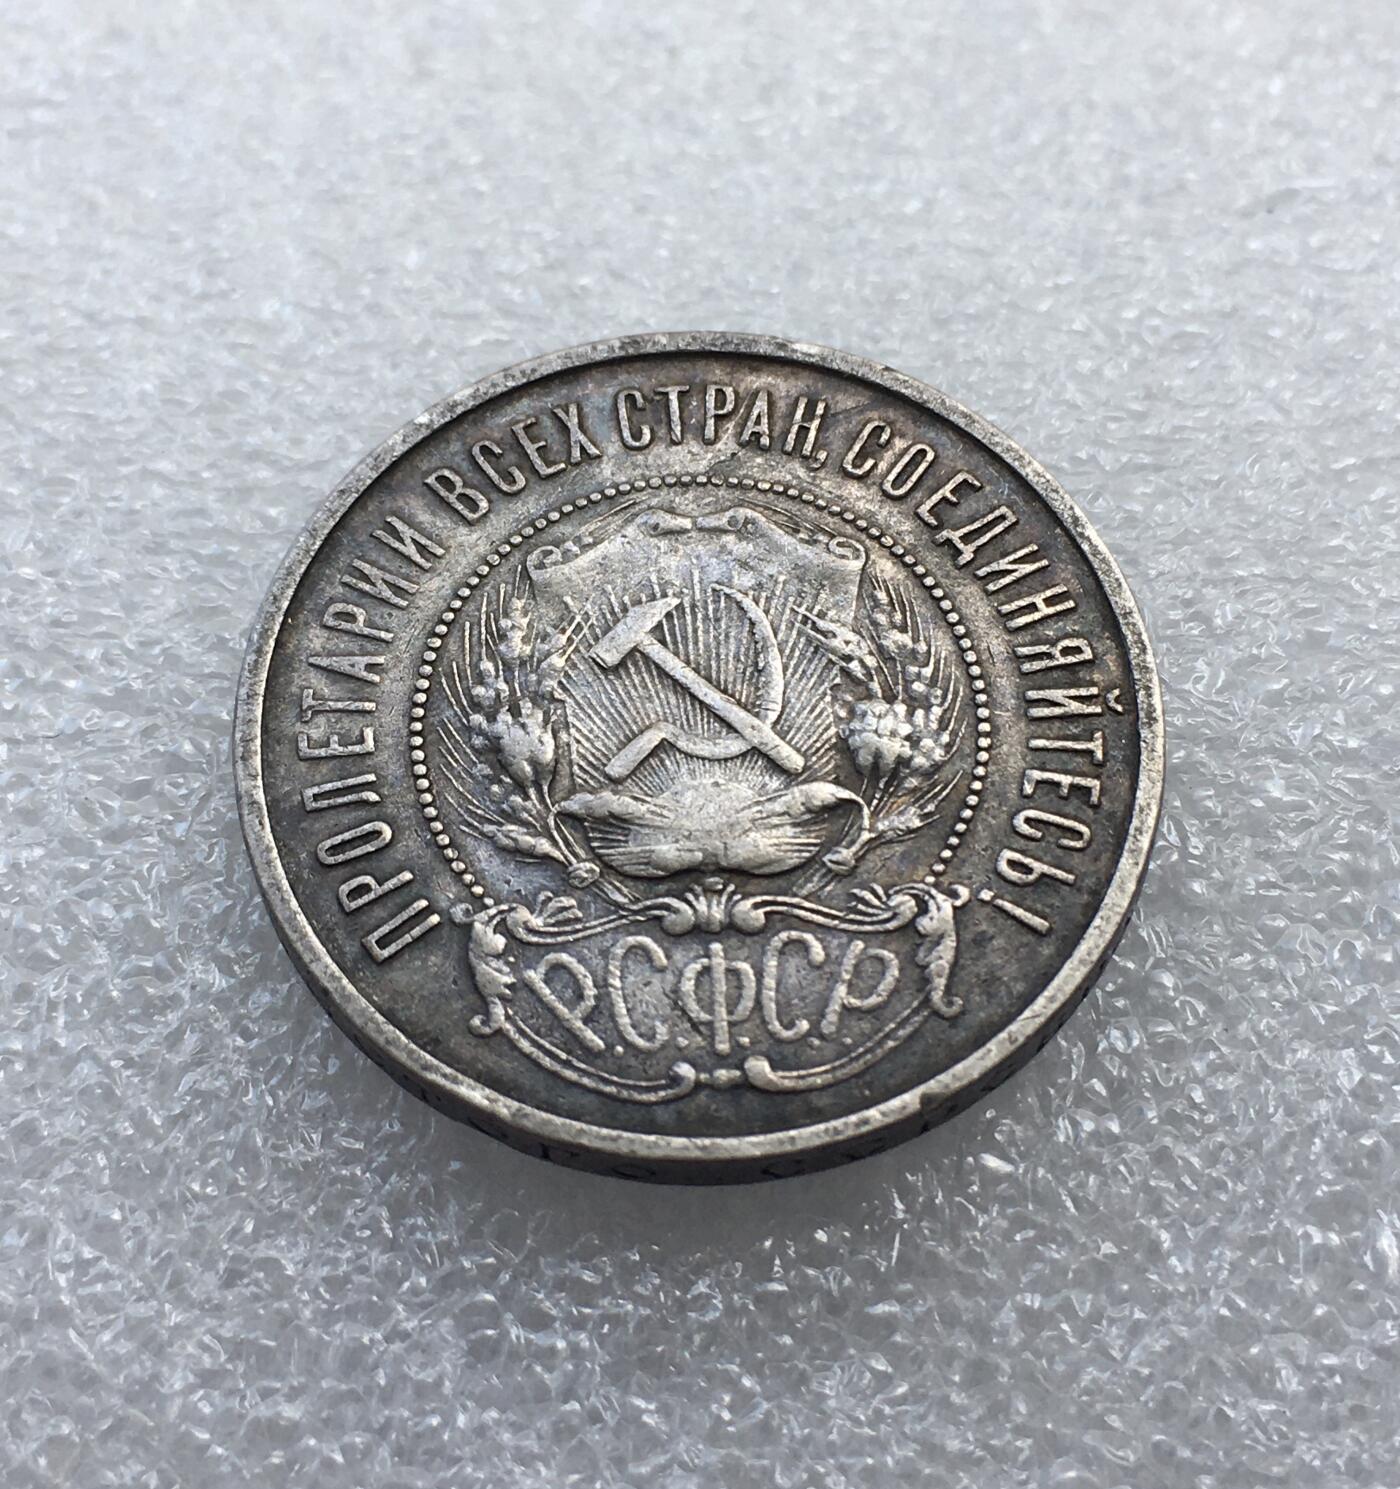 ПРОЛЕТАРИИ ВСЕХ СТРАН, СОЕДИНЯЙТЕСЬ!
Р.С.Ф.С.Р.